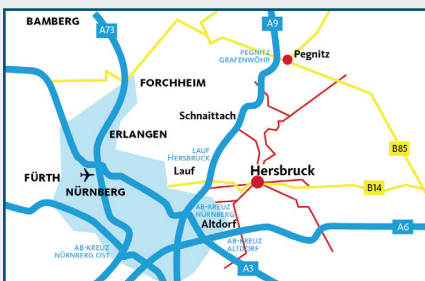 BAMBERG
A73
A9
PEGNITZ
GRAFENWÖHR
Pegnitz
FORCHHEIM
Schnaittach
ERLANGEN
LAUF
HERSBRUCK
B85
Lauf
Hersbruck
FÜRTH
NÜRNBERG
B14
AB-KREUZ
NÜRNBERG
Altdorf
A6
AB-KREUZ
NÜRNBERG OST
AB-KREUZ
ALTDORF
A3